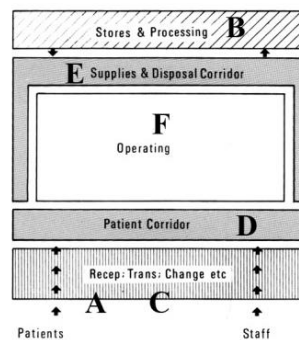 B
Stores & Processing
E Supplies & Disposal Corridor
F
Operating
Patient Corridor D
Recep: Trans: Change etc
A C
Patients Staff